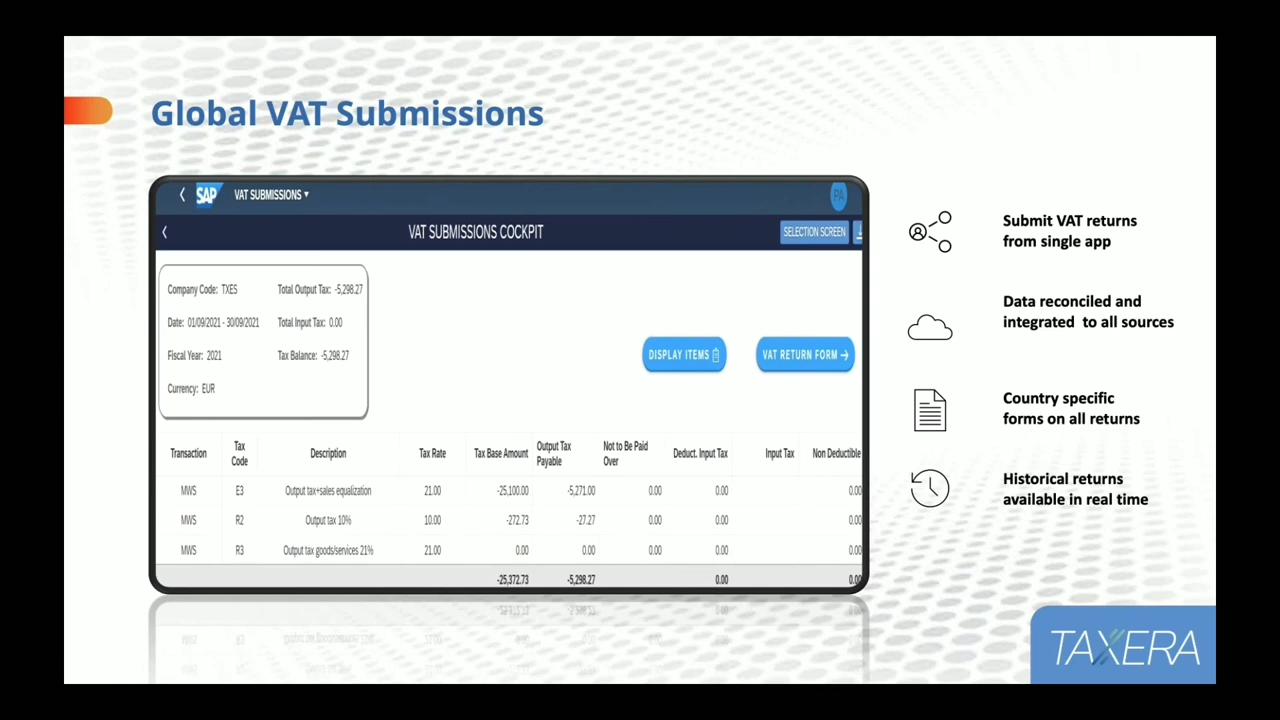 Global VAT Submissions
SAP VAT SUBMISSIONS ▾ PA
VAT SUBMISSIONS COCKPIT SELECTION SCREEN
Company Code: TXES Total Output Tax: -5,298.27
Date: 01/09/2021 - 30/09/2021 Total Input Tax: 0.00
Fiscal Year: 2021 Tax Balance: -5,298.27
Currency: EUR
DISPLAY ITEMS VAT RETURN FORM →
Transaction Tax Code Description Tax Rate Tax Base Amount Output Tax Payable Not to Be Paid Over Deduct. Input Tax Input Tax Non Deductible
MWS E3 Output tax+sales equalization 21.00 -25,100.00 -5,271.00 0.00 0.00 0.00
MWS R2 Output tax 10% 10.00 -272.73 -27.27 0.00 0.00 0.00
MWS R3 Output tax goods/services 21% 21.00 0.00 0.00 0.00 0.00 0.00
-25,372.73 -5,298.27 0.00 0.00
Submit VAT returns
from single app
Data reconciled and
integrated to all sources
Country specific
forms on all returns
Historical returns
available in real time
TAXERA